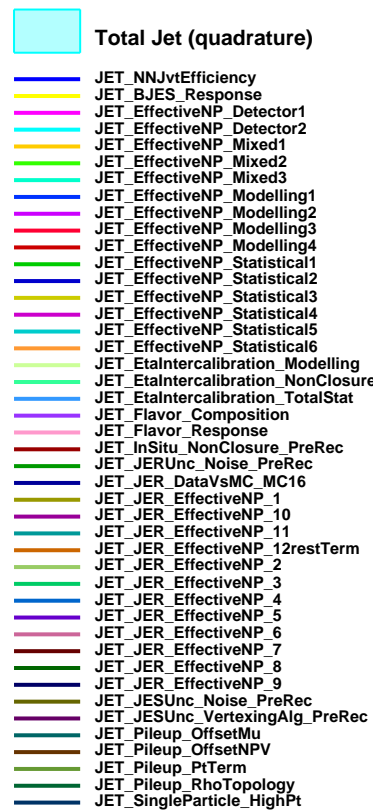 Total Jet (quadrature)
JET_NNJvtEfficiency
JET_BJES_Response
JET_EffectiveNP_Detector1
JET_EffectiveNP_Detector2
JET_EffectiveNP_Mixed1
JET_EffectiveNP_Mixed2
JET_EffectiveNP_Mixed3
JET_EffectiveNP_Modelling1
JET_EffectiveNP_Modelling2
JET_EffectiveNP_Modelling3
JET_EffectiveNP_Modelling4
JET_EffectiveNP_Statistical1
JET_EffectiveNP_Statistical2
JET_EffectiveNP_Statistical3
JET_EffectiveNP_Statistical4
JET_EffectiveNP_Statistical5
JET_EffectiveNP_Statistical6
JET_EtaIntercalibration_Modelling
JET_EtaIntercalibration_NonClosure
JET_EtaIntercalibration_TotalStat
JET_Flavor_Composition
JET_Flavor_Response
JET_InSitu_NonClosure_PreRec
JET_JERUnc_Noise_PreRec
JET_JER_DataVsMC_MC16
JET_JER_EffectiveNP_1
JET_JER_EffectiveNP_10
JET_JER_EffectiveNP_11
JET_JER_EffectiveNP_12restTerm
JET_JER_EffectiveNP_2
JET_JER_EffectiveNP_3
JET_JER_EffectiveNP_4
JET_JER_EffectiveNP_5
JET_JER_EffectiveNP_6
JET_JER_EffectiveNP_7
JET_JER_EffectiveNP_8
JET_JER_EffectiveNP_9
JET_JESUnc_Noise_PreRec
JET_JESUnc_VertexingAlg_PreRec
JET_Pileup_OffsetMu
JET_Pileup_OffsetNPV
JET_Pileup_PtTerm
JET_Pileup_RhoTopology
JET_SingleParticle_HighPt